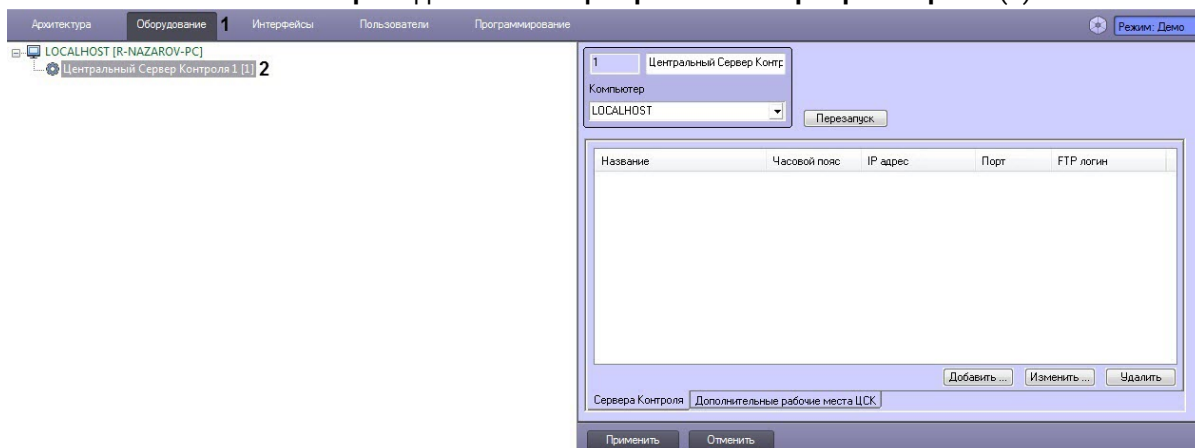 Архитектура Оборудование 1 Интерфейсы Пользователи Программирование Режим: Демо
LOCALHOST [R-NAZAROV-PC]
Центральный Сервер Контроля 1 [1] 2
1 Центральный Сервер Контр
Компьютер
LOCALHOST
Перезапуск
Название Часовой пояс IP адрес Порт FTP логин
Добавить ... Изменить ... Удалить
Сервера Контроля Дополнительные рабочие места ЦСК
Применить Отменить